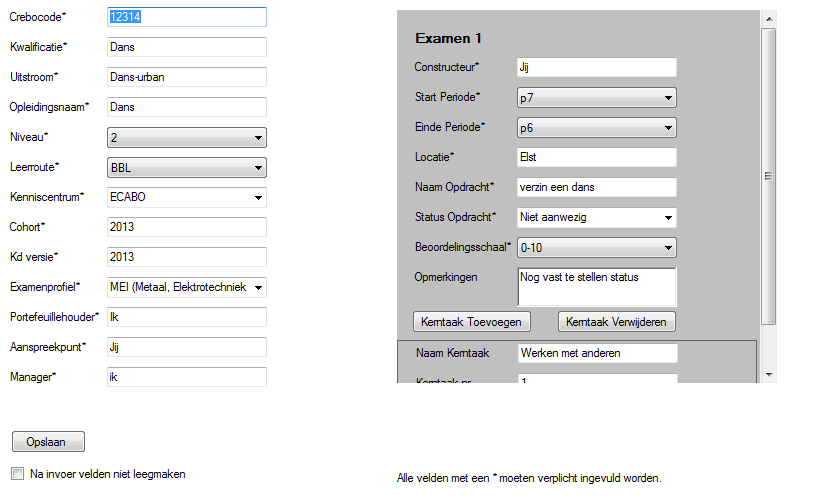 Crebocode* 12314
Kwalificatie* Dans
Uitstroom* Dans-urban
Opleidingsnaam* Dans
Niveau* 2
Leerroute* BBL
Kenniscentrum* ECABO
Cohort* 2013
Kd versie* 2013
Examenprofiel* MEI (Metaal, Elektrotechniek
Portefeuillehouder* Ik
Aanspreekpunt* Jij
Manager* ik
Opslaan
Na invoer velden niet leegmaken
Examen 1
Constructeur* Jij
Start Periode* p7
Einde Periode* p6
Locatie* Elst
Naam Opdracht* verzin een dans
Status Opdracht* Niet aanwezig
Beoordelingsschaal* 0-10
Opmerkingen Nog vast te stellen status
Kerntaak Toevoegen Kerntaak Verwijderen
Naam Kerntaak Werken met anderen
Kerntaak nr 1
Alle velden met een * moeten verplicht ingevuld worden.